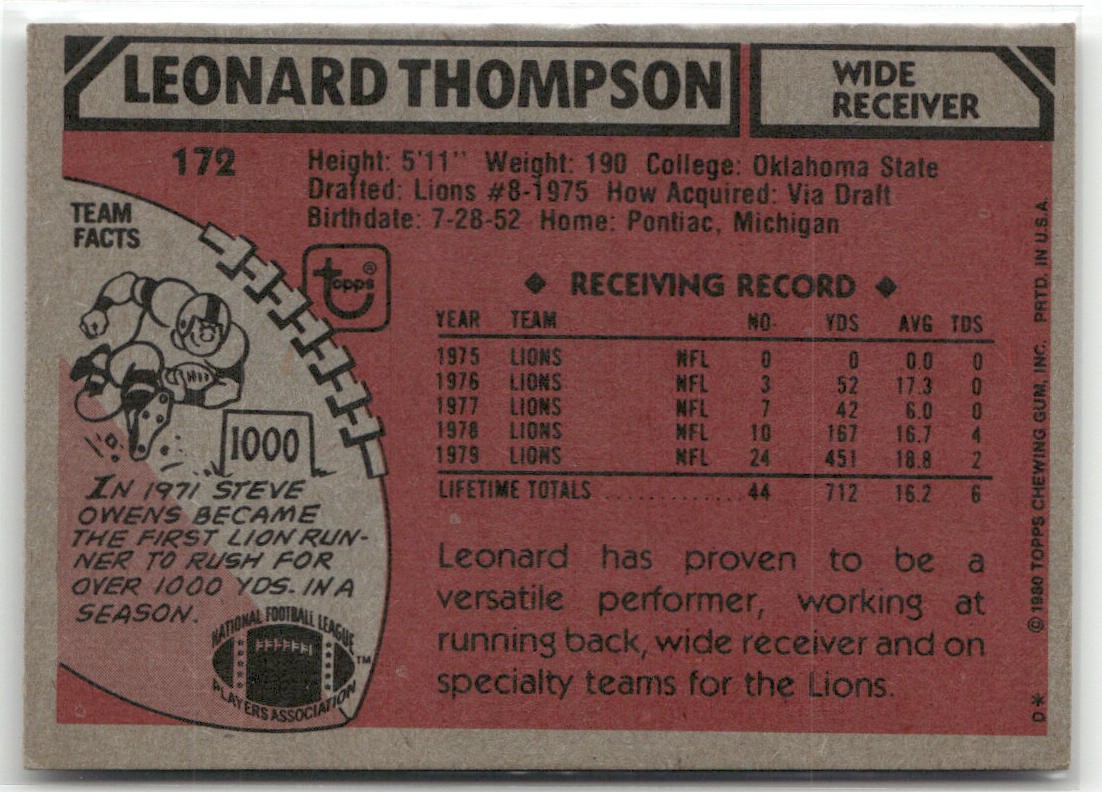 LEONARD THOMPSON
WIDE
RECEIVER
172
Height: 5'11" Weight: 190 College: Oklahoma State
Drafted: Lions #8-1975 How Acquired: Via Draft
Birthdate: 7-28-52 Home: Pontiac, Michigan
TEAM
FACTS
topps®
◆ RECEIVING RECORD ◆
YEAR TEAM NO. YDS AVG TDS
1975 LIONS NFL 0 0 0.0 0
1976 LIONS NFL 3 52 17.3 0
1977 LIONS NFL 7 42 6.0 0
1978 LIONS NFL 10 167 16.7 4
1979 LIONS NFL 24 451 18.8 2
LIFETIME TOTALS ............ 44 712 16.2 6
1000
IN 1971 STEVE
OWENS BECAME
THE FIRST LION RUN-
NER TO RUSH FOR
OVER 1000 YDS. IN A
SEASON.
NATIONAL FOOTBALL LEAGUE
PLAYERS ASSOCIATION
TM
Leonard has proven to be a
versatile performer, working at
running back, wide receiver and on
specialty teams for the Lions.
D* © 1980 TOPPS CHEWING GUM, INC. PRTD. IN U.S.A.